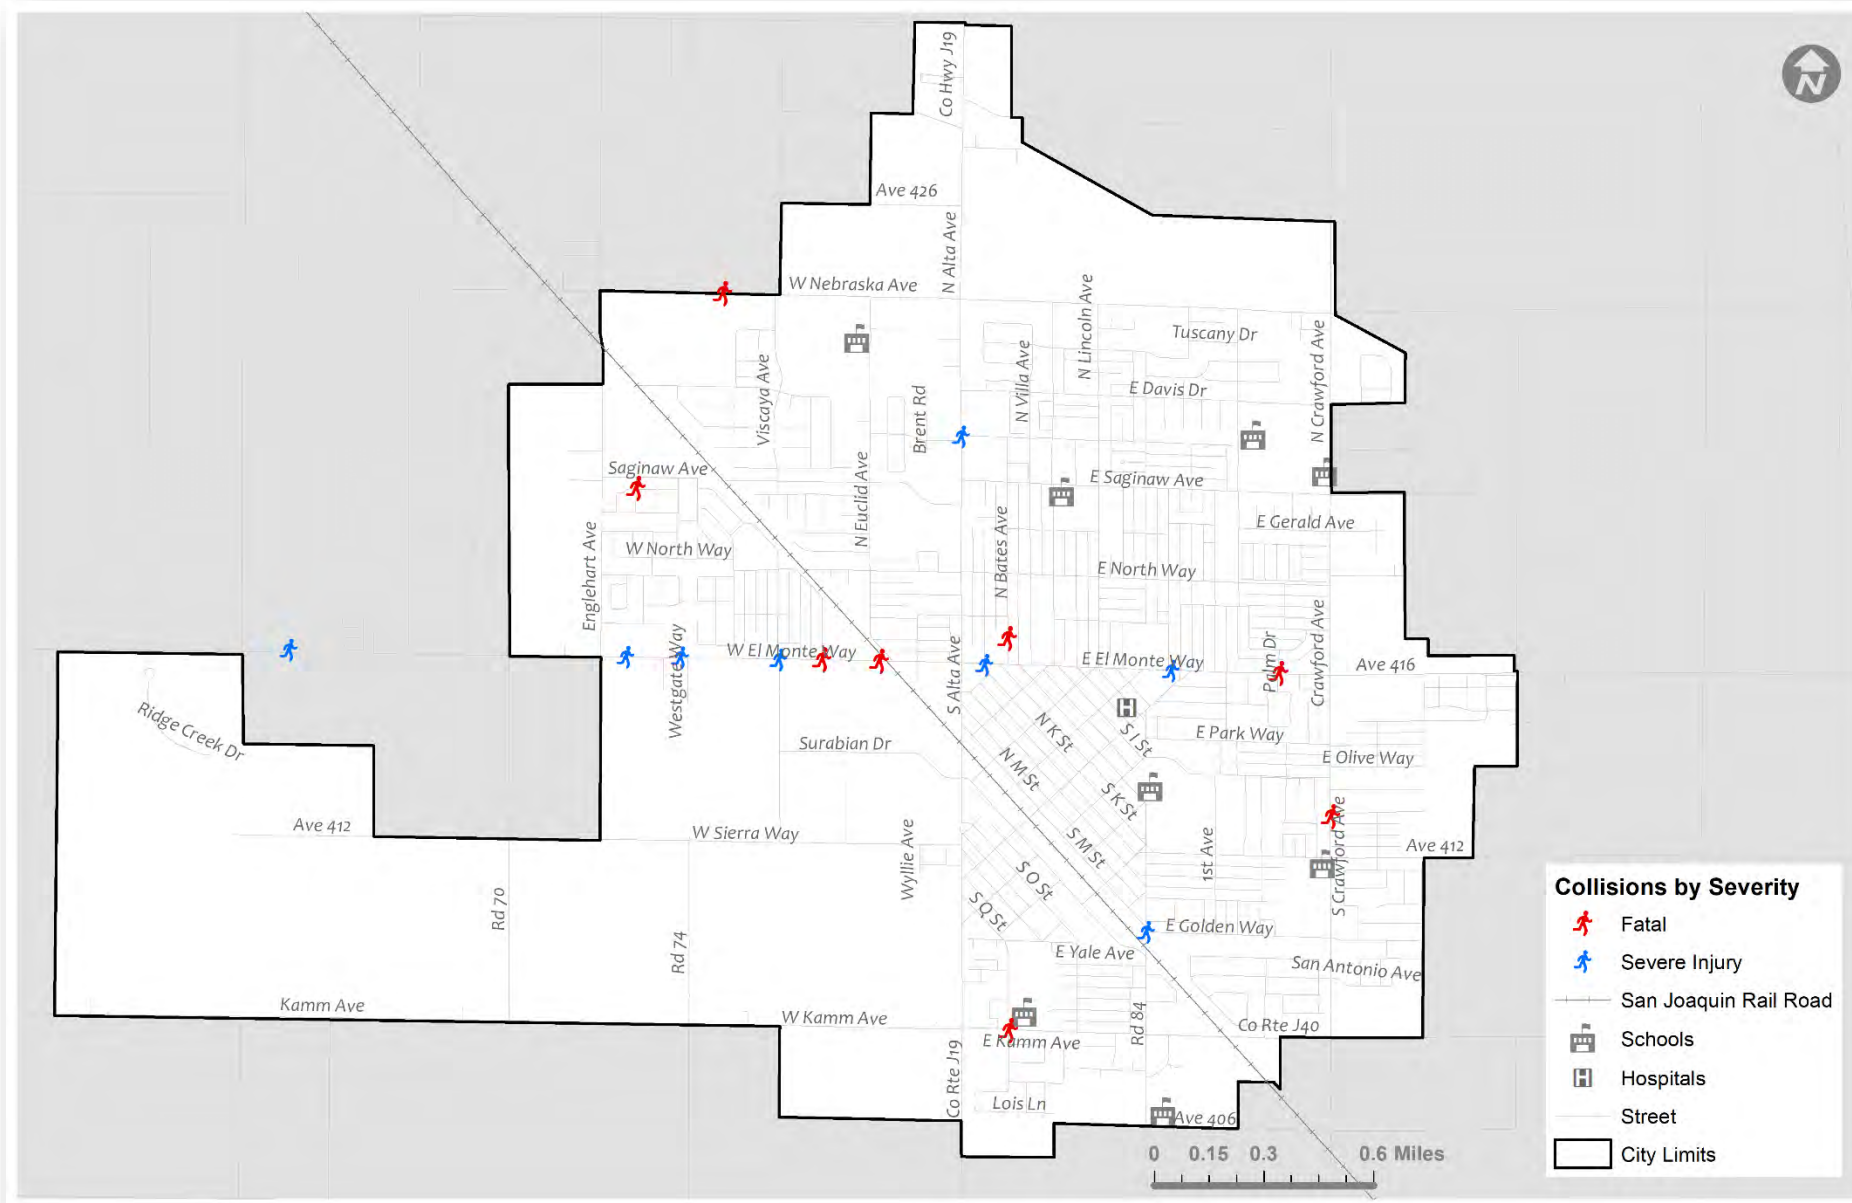 Co Hwy J19
N
Ave 426
N Alta Ave
W Nebraska Ave
N Lincoln Ave
Tuscany Dr
N Crawford Ave
Viscaya Ave
N Villa Ave
Brent Rd
E Davis Dr
Saginaw Ave
E Saginaw Ave
N Euclid Ave
N Bates Ave
E Gerald Ave
Englehart Ave
W North Way
E North Way
Westgate Way
W El Monte Way
S Alta Ave
E El Monte Way
Palm Dr
Crawford Ave
Ave 416
Ridge Creek Dr
Surabian Dr
N K St
N M St
S I St
E Park Way
E Olive Way
H
S K St
Ave 412
W Sierra Way
Wyllie Ave
S M St
1st Ave
S Crawford Ave
Ave 412
Rd 70
Rd 74
S O St
S Q St
E Golden Way
E Yale Ave
San Antonio Ave
Kamm Ave
W Kamm Ave
Rd 84
Co Rte J40
E Kamm Ave
Co Rte J19
Lois Ln
Ave 406
0 0.15 0.3 0.6 Miles
Collisions by Severity
Fatal
Severe Injury
San Joaquin Rail Road
Schools
H Hospitals
Street
City Limits